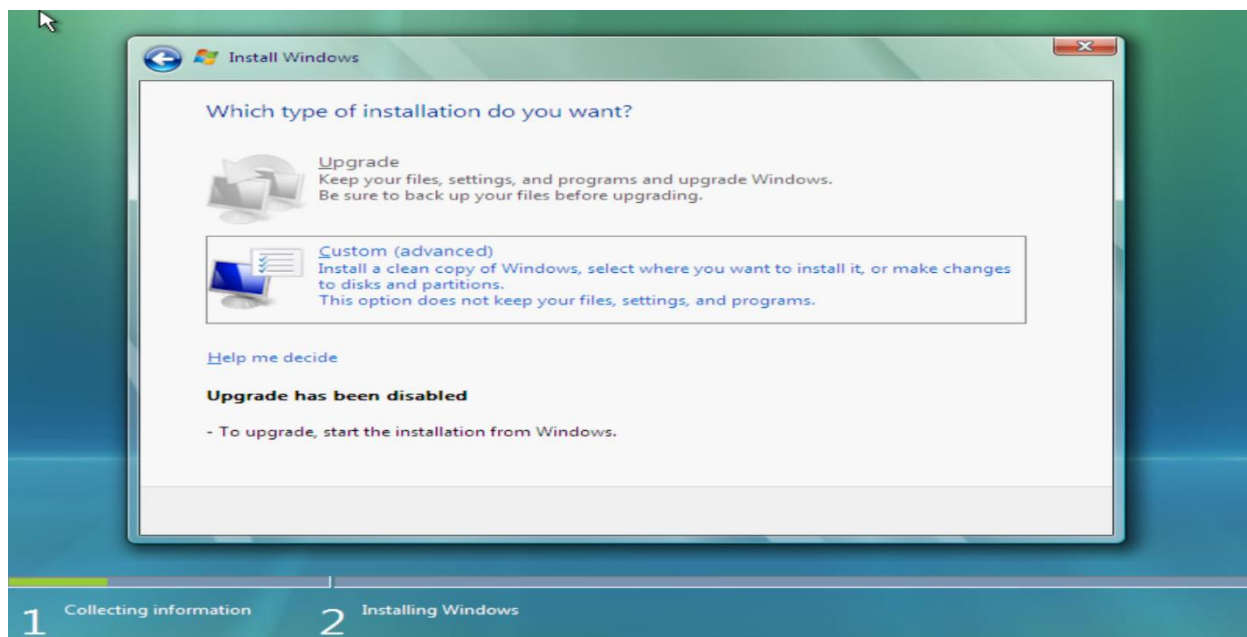 Install Windows
Which type of installation do you want?
Upgrade
Keep your files, settings, and programs and upgrade Windows.
Be sure to back up your files before upgrading.
Custom (advanced)
Install a clean copy of Windows, select where you want to install it, or make changes
to disks and partitions.
This option does not keep your files, settings, and programs.
Help me decide
Upgrade has been disabled
- To upgrade, start the installation from Windows.
1 Collecting information 2 Installing Windows